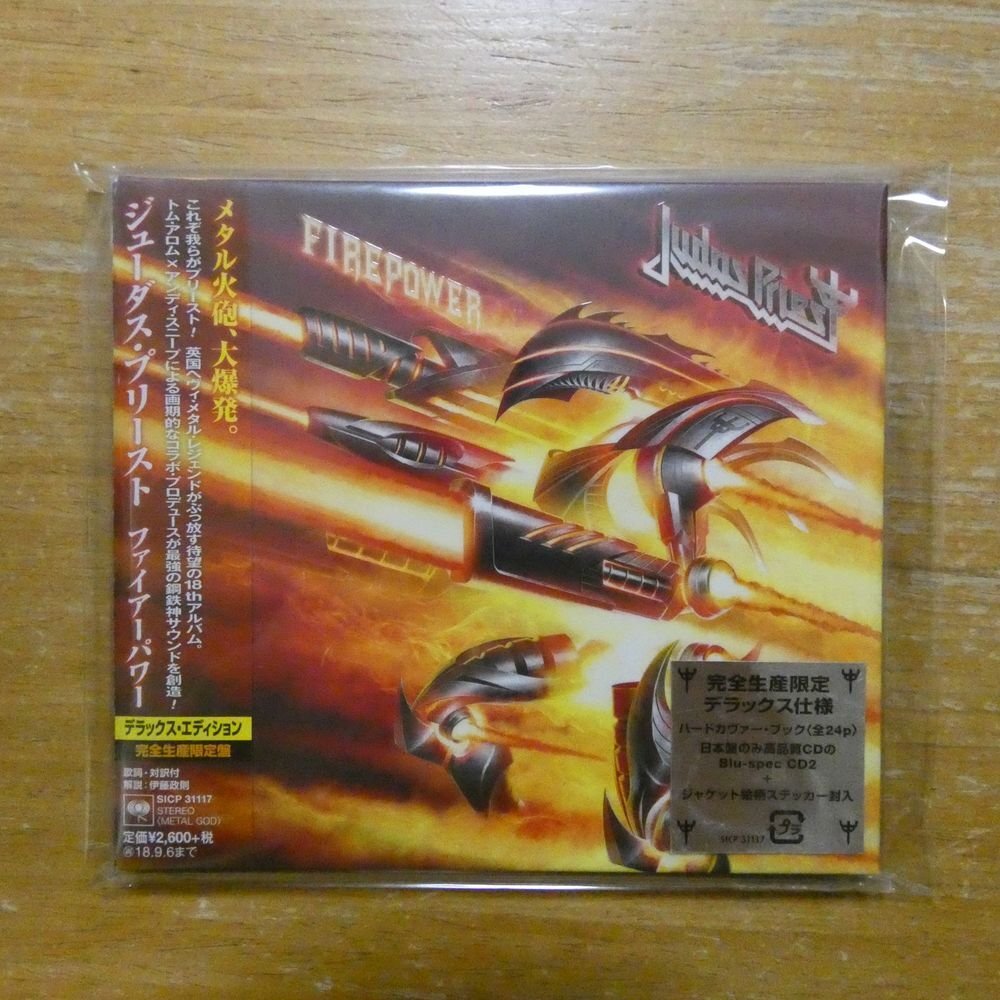 メタル火砲、大爆発。
これぞ我らがプリースト! 英国ヘヴィ・メタル・レジェンドがぶっ放す待望の18thアルバム。
トム・アロム×アンディ・スニープによる画期的なコラボ・プロデュースが最強の鋼鉄神サウンドを創造!
ジューダス・プリースト ファイアーパワー
デラックス・エディション
完全生産限定盤
歌詞・対訳付
解説:伊藤政則
SICP 31117
STEREO
(METAL GOD)
定価¥2,600+税
18.9.6まで
FIREPOWER
Judas Priest
完全生産限定
デラックス仕様
ハードカヴァー・ブック(全24p)
日本盤のみ高品質CDの
Blu-spec CD2
+
ジャケット絵柄ステッカー封入
SICP 31117
プラ